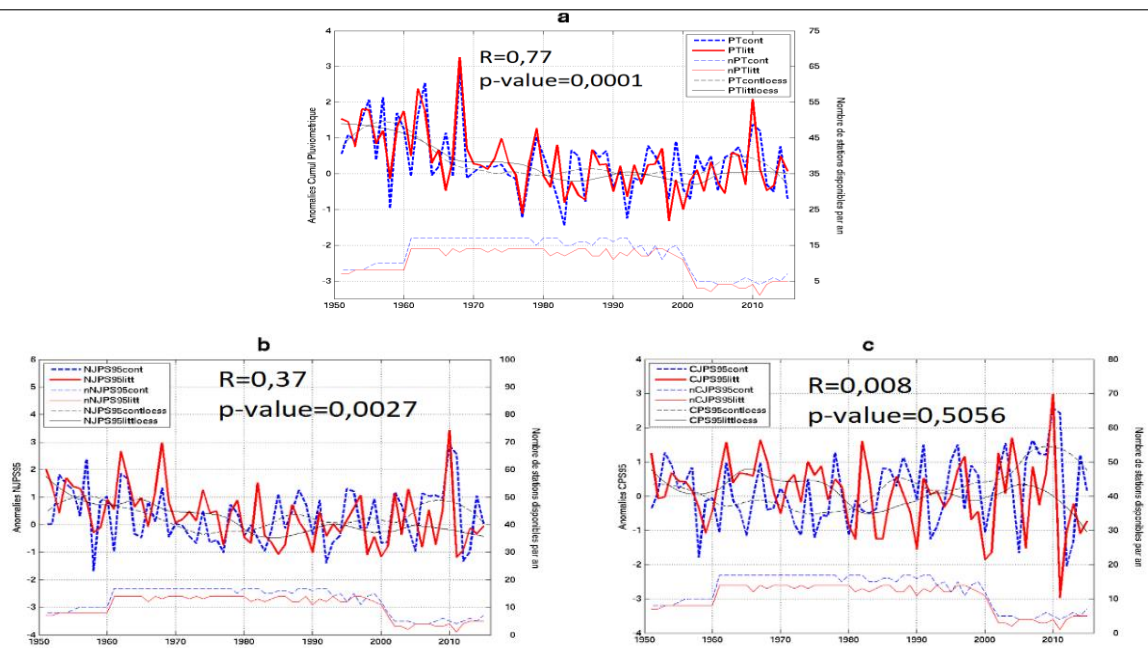 a
R=0,77
p-value=0,0001
PTcont
PTlitt
nPTcont
nPTlitt
PTcontloess
PTlittloess
Anomalies Cumul Pluviometrique
Nombre de stations disponibles par an
4
3
2
1
0
-1
-2
-3
75
65
55
45
35
25
15
5
1950
1960
1970
1980
1990
2000
2010
b
NJPS95cont
NJPS95litt
nNJPS95cont
nNJPS95litt
NJPS95contloess
NJPS95littloess
R=0,37
p-value=0,0027
Anomalies NJPS95
Nombre de stations disponibles par an
6
5
4
3
2
1
0
-1
-2
-3
-4
100
90
80
70
60
50
40
30
20
10
0
1950
1960
1970
1980
1990
2000
2010
c
CJPS95cont
CJPS95litt
nCJPS95cont
nCJPS95litt
CPS95contloess
CPS95littloess
R=0,008
p-value=0,5056
Anomalies CPS95
Nombre de stations disponibles par an
4
3
2
1
0
-1
-2
-3
-4
80
70
60
50
40
30
20
10
0
1950
1960
1970
1980
1990
2000
2010